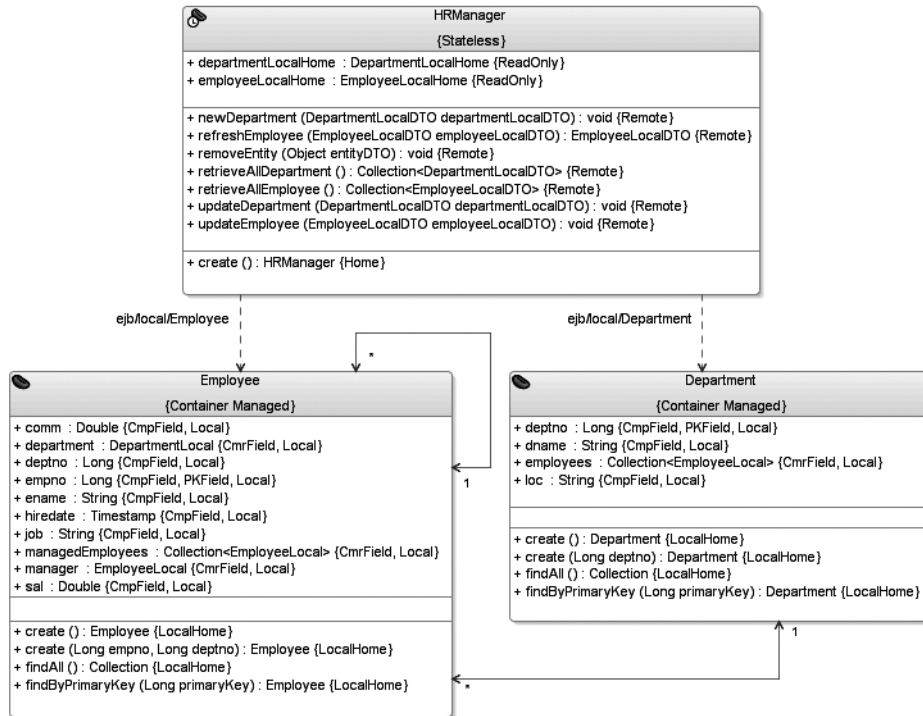 HRManager
{Stateless}
+ departmentLocalHome : DepartmentLocalHome {ReadOnly}
+ employeeLocalHome : EmployeeLocalHome {ReadOnly}
+ newDepartment (DepartmentLocalDTO departmentLocalDTO) : void {Remote}
+ refreshEmployee (EmployeeLocalDTO employeeLocalDTO) : EmployeeLocalDTO {Remote}
+ removeEntity (Object entityDTO) : void {Remote}
+ retrieveAllDepartment () : Collection<DepartmentLocalDTO> {Remote}
+ retrieveAllEmployee () : Collection<EmployeeLocalDTO> {Remote}
+ updateDepartment (DepartmentLocalDTO departmentLocalDTO) : void {Remote}
+ updateEmployee (EmployeeLocalDTO employeeLocalDTO) : void {Remote}
+ create () : HRManager {Home}
ejb/local/Employee
ejb/local/Department
*
1
Employee
{Container Managed}
+ comm : Double {CmpField, Local}
+ department : DepartmentLocal {CmrField, Local}
+ deptno : Long {CmpField, Local}
+ empno : Long {CmpField, PKField, Local}
+ ename : String {CmpField, Local}
+ hiredate : Timestamp {CmpField, Local}
+ job : String {CmpField, Local}
+ managedEmployees : Collection<EmployeeLocal> {CmrField, Local}
+ manager : EmployeeLocal {CmrField, Local}
+ sal : Double {CmpField, Local}
+ create () : Employee {LocalHome}
+ create (Long empno, Long deptno) : Employee {LocalHome}
+ findAll () : Collection {LocalHome}
+ findByPrimaryKey (Long primaryKey) : Employee {LocalHome}
Department
{Container Managed}
+ deptno : Long {CmpField, PKField, Local}
+ dname : String {CmpField, Local}
+ employees : Collection<EmployeeLocal> {CmrField, Local}
+ loc : String {CmpField, Local}
+ create () : Department {LocalHome}
+ create (Long deptno) : Department {LocalHome}
+ findAll () : Collection {LocalHome}
+ findByPrimaryKey (Long primaryKey) : Department {LocalHome}
1
*